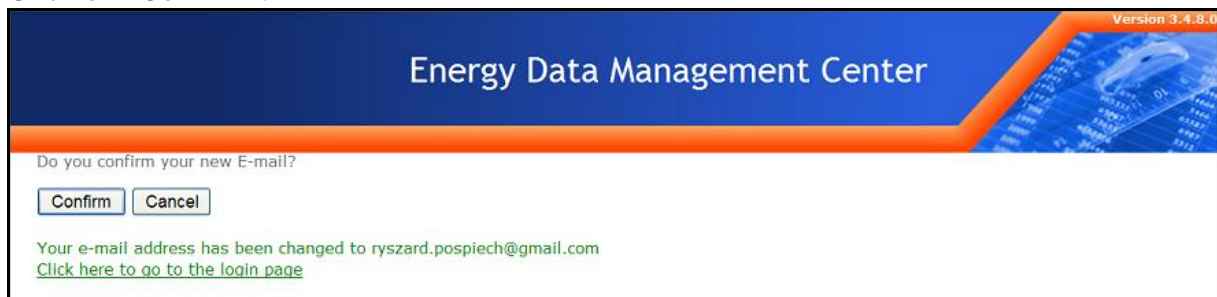 Version 3.4.8.0
Energy Data Management Center
Do you confirm your new E-mail?
Confirm Cancel
Your e-mail address has been changed to ryszard.pospiech@gmail.com
Click here to go to the login page